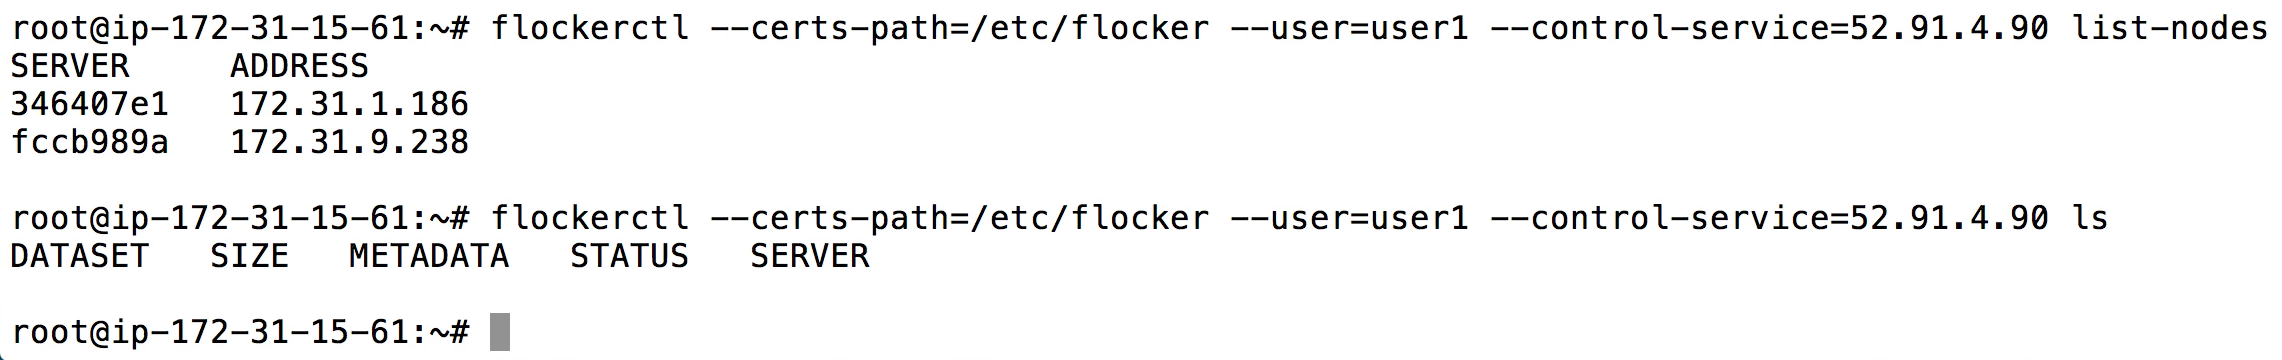 root@ip-172-31-15-61:~# flockerctl --certs-path=/etc/flocker --user=user1 --control-service=52.91.4.90 list-nodes
SERVER     ADDRESS
346407e1   172.31.1.186
fccb989a   172.31.9.238
root@ip-172-31-15-61:~# flockerctl --certs-path=/etc/flocker --user=user1 --control-service=52.91.4.90 ls
DATASET   SIZE   METADATA   STATUS   SERVER
root@ip-172-31-15-61:~#